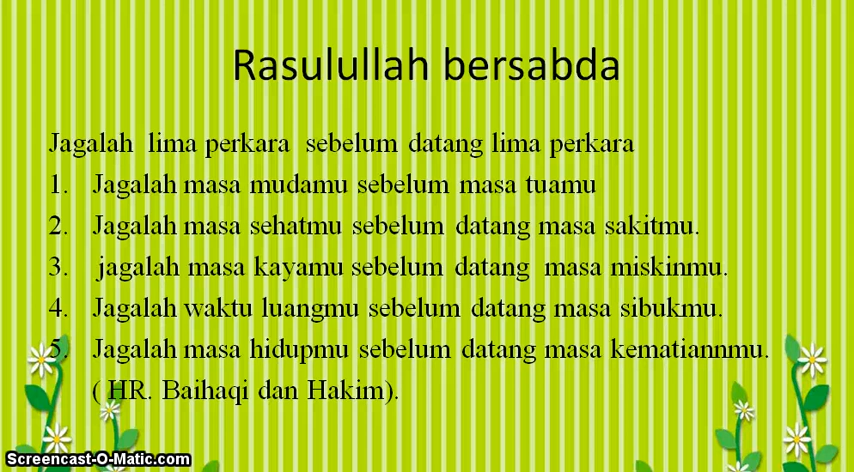 Rasulullah bersabda
Jagalah lima perkara sebelum datang lima perkara
1. Jagalah masa mudamu sebelum masa tuamu
2. Jagalah masa sehatmu sebelum datang masa sakitmu.
3. jagalah masa kayamu sebelum datang masa miskinmu.
4. Jagalah waktu luangmu sebelum datang masa sibukmu.
5. Jagalah masa hidupmu sebelum datang masa kematiannmu.
( HR. Baihaqi dan Hakim).
Screencast-O-Matic.com